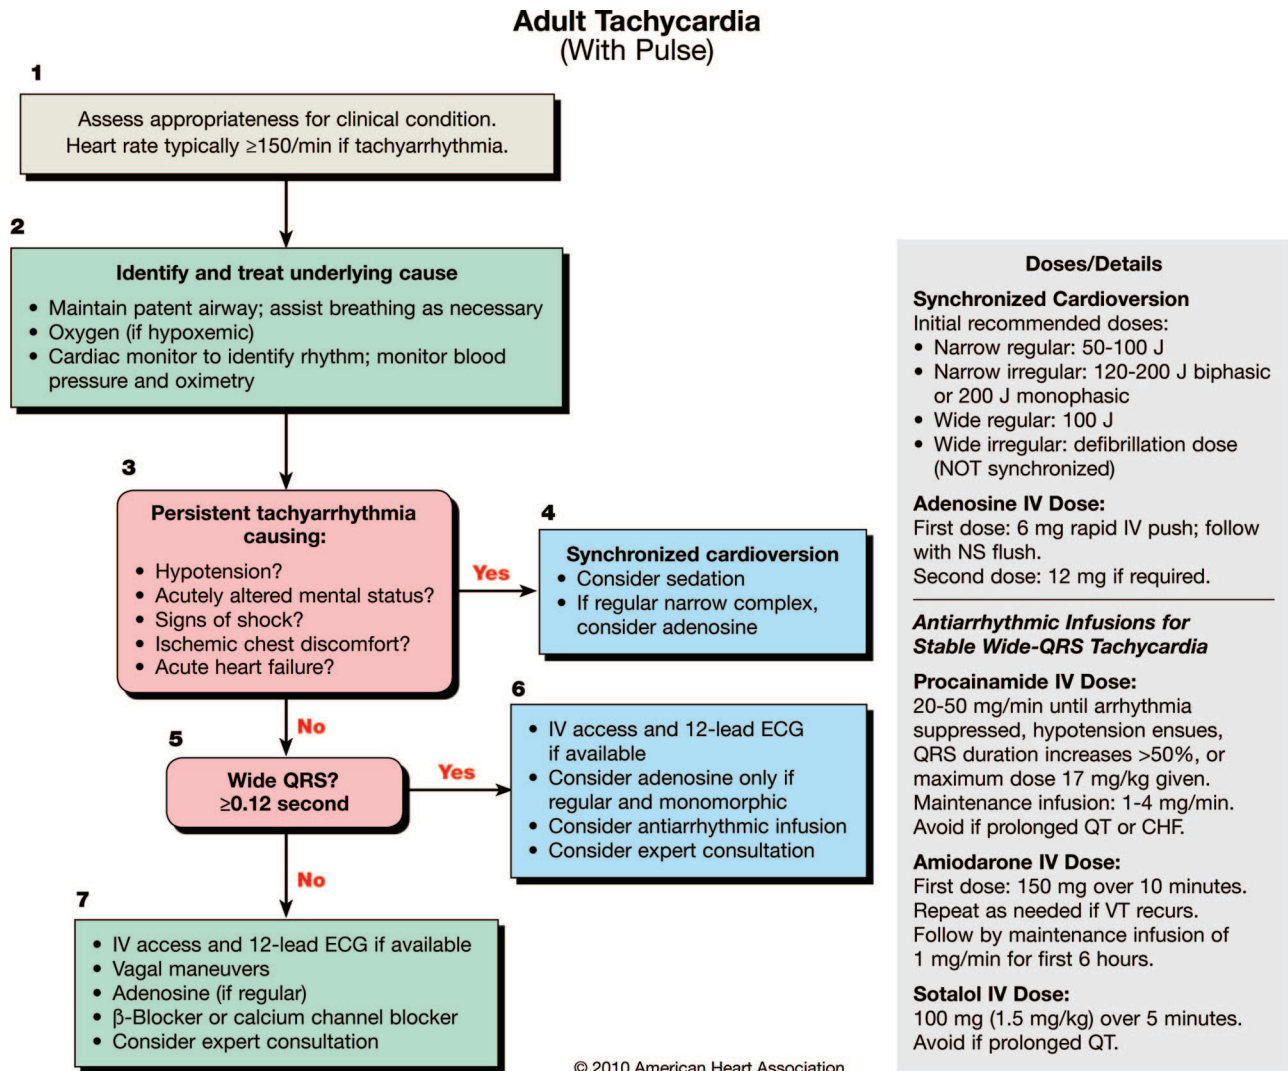 Adult Tachycardia
(With Pulse)
1
Assess appropriateness for clinical condition.
Heart rate typically ≥150/min if tachyarrhythmia.
2
Identify and treat underlying cause
• Maintain patent airway; assist breathing as necessary
• Oxygen (if hypoxemic)
• Cardiac monitor to identify rhythm; monitor blood
pressure and oximetry
3
Persistent tachyarrhythmia
causing:
• Hypotension?
• Acutely altered mental status?
• Signs of shock?
• Ischemic chest discomfort?
• Acute heart failure?
Yes
4
Synchronized cardioversion
• Consider sedation
• If regular narrow complex,
consider adenosine
No
5
Wide QRS?
≥0.12 second
Yes
6
• IV access and 12-lead ECG
if available
• Consider adenosine only if
regular and monomorphic
• Consider antiarrhythmic infusion
• Consider expert consultation
No
7
• IV access and 12-lead ECG if available
• Vagal maneuvers
• Adenosine (if regular)
• β-Blocker or calcium channel blocker
• Consider expert consultation
Doses/Details
Synchronized Cardioversion
Initial recommended doses:
• Narrow regular: 50-100 J
• Narrow irregular: 120-200 J biphasic
or 200 J monophasic
• Wide regular: 100 J
• Wide irregular: defibrillation dose
(NOT synchronized)
Adenosine IV Dose:
First dose: 6 mg rapid IV push; follow
with NS flush.
Second dose: 12 mg if required.
Antiarrhythmic Infusions for
Stable Wide-QRS Tachycardia
Procainamide IV Dose:
20-50 mg/min until arrhythmia
suppressed, hypotension ensues,
QRS duration increases >50%, or
maximum dose 17 mg/kg given.
Maintenance infusion: 1-4 mg/min.
Avoid if prolonged QT or CHF.
Amiodarone IV Dose:
First dose: 150 mg over 10 minutes.
Repeat as needed if VT recurs.
Follow by maintenance infusion of
1 mg/min for first 6 hours.
Sotalol IV Dose:
100 mg (1.5 mg/kg) over 5 minutes.
Avoid if prolonged QT.
© 2010 American Heart Association